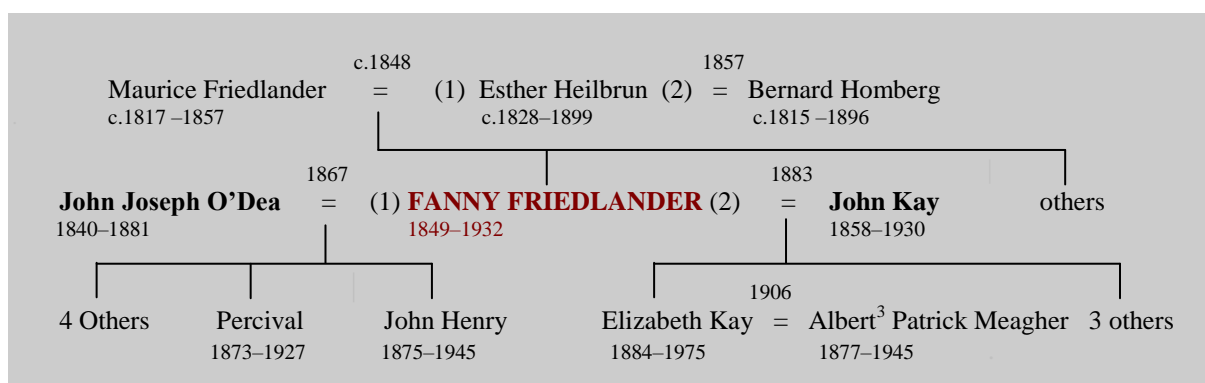 c.1848 1857
Maurice Friedlander = (1) Esther Heilbrun (2) = Bernard Homberg
c.1817 –1857 c.1828–1899 c.1815 –1896
1867 1883
John Joseph O’Dea = (1) FANNY FRIEDLANDER (2) = John Kay others
1840–1881 1849–1932 1858–1930
1906
4 Others Percival John Henry Elizabeth Kay = Albert³ Patrick Meagher 3 others
1873–1927 1875–1945 1884–1975 1877–1945